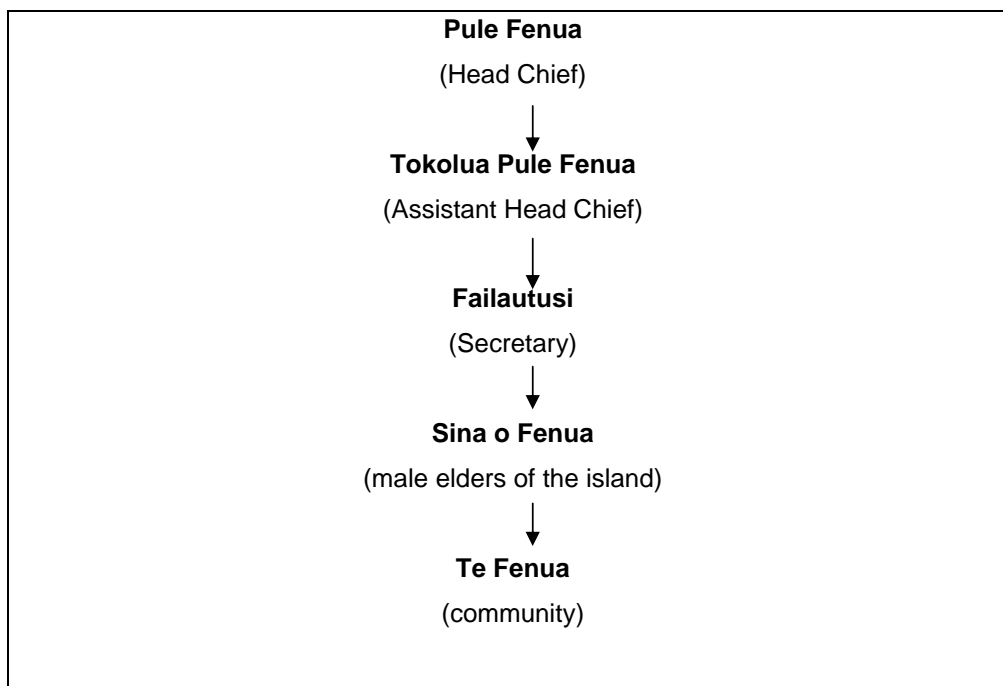 Pule Fenua
(Head Chief)
Tokolua Pule Fenua
(Assistant Head Chief)
Failautusi
(Secretary)
Sina o Fenua
(male elders of the island)
Te Fenua
(community)